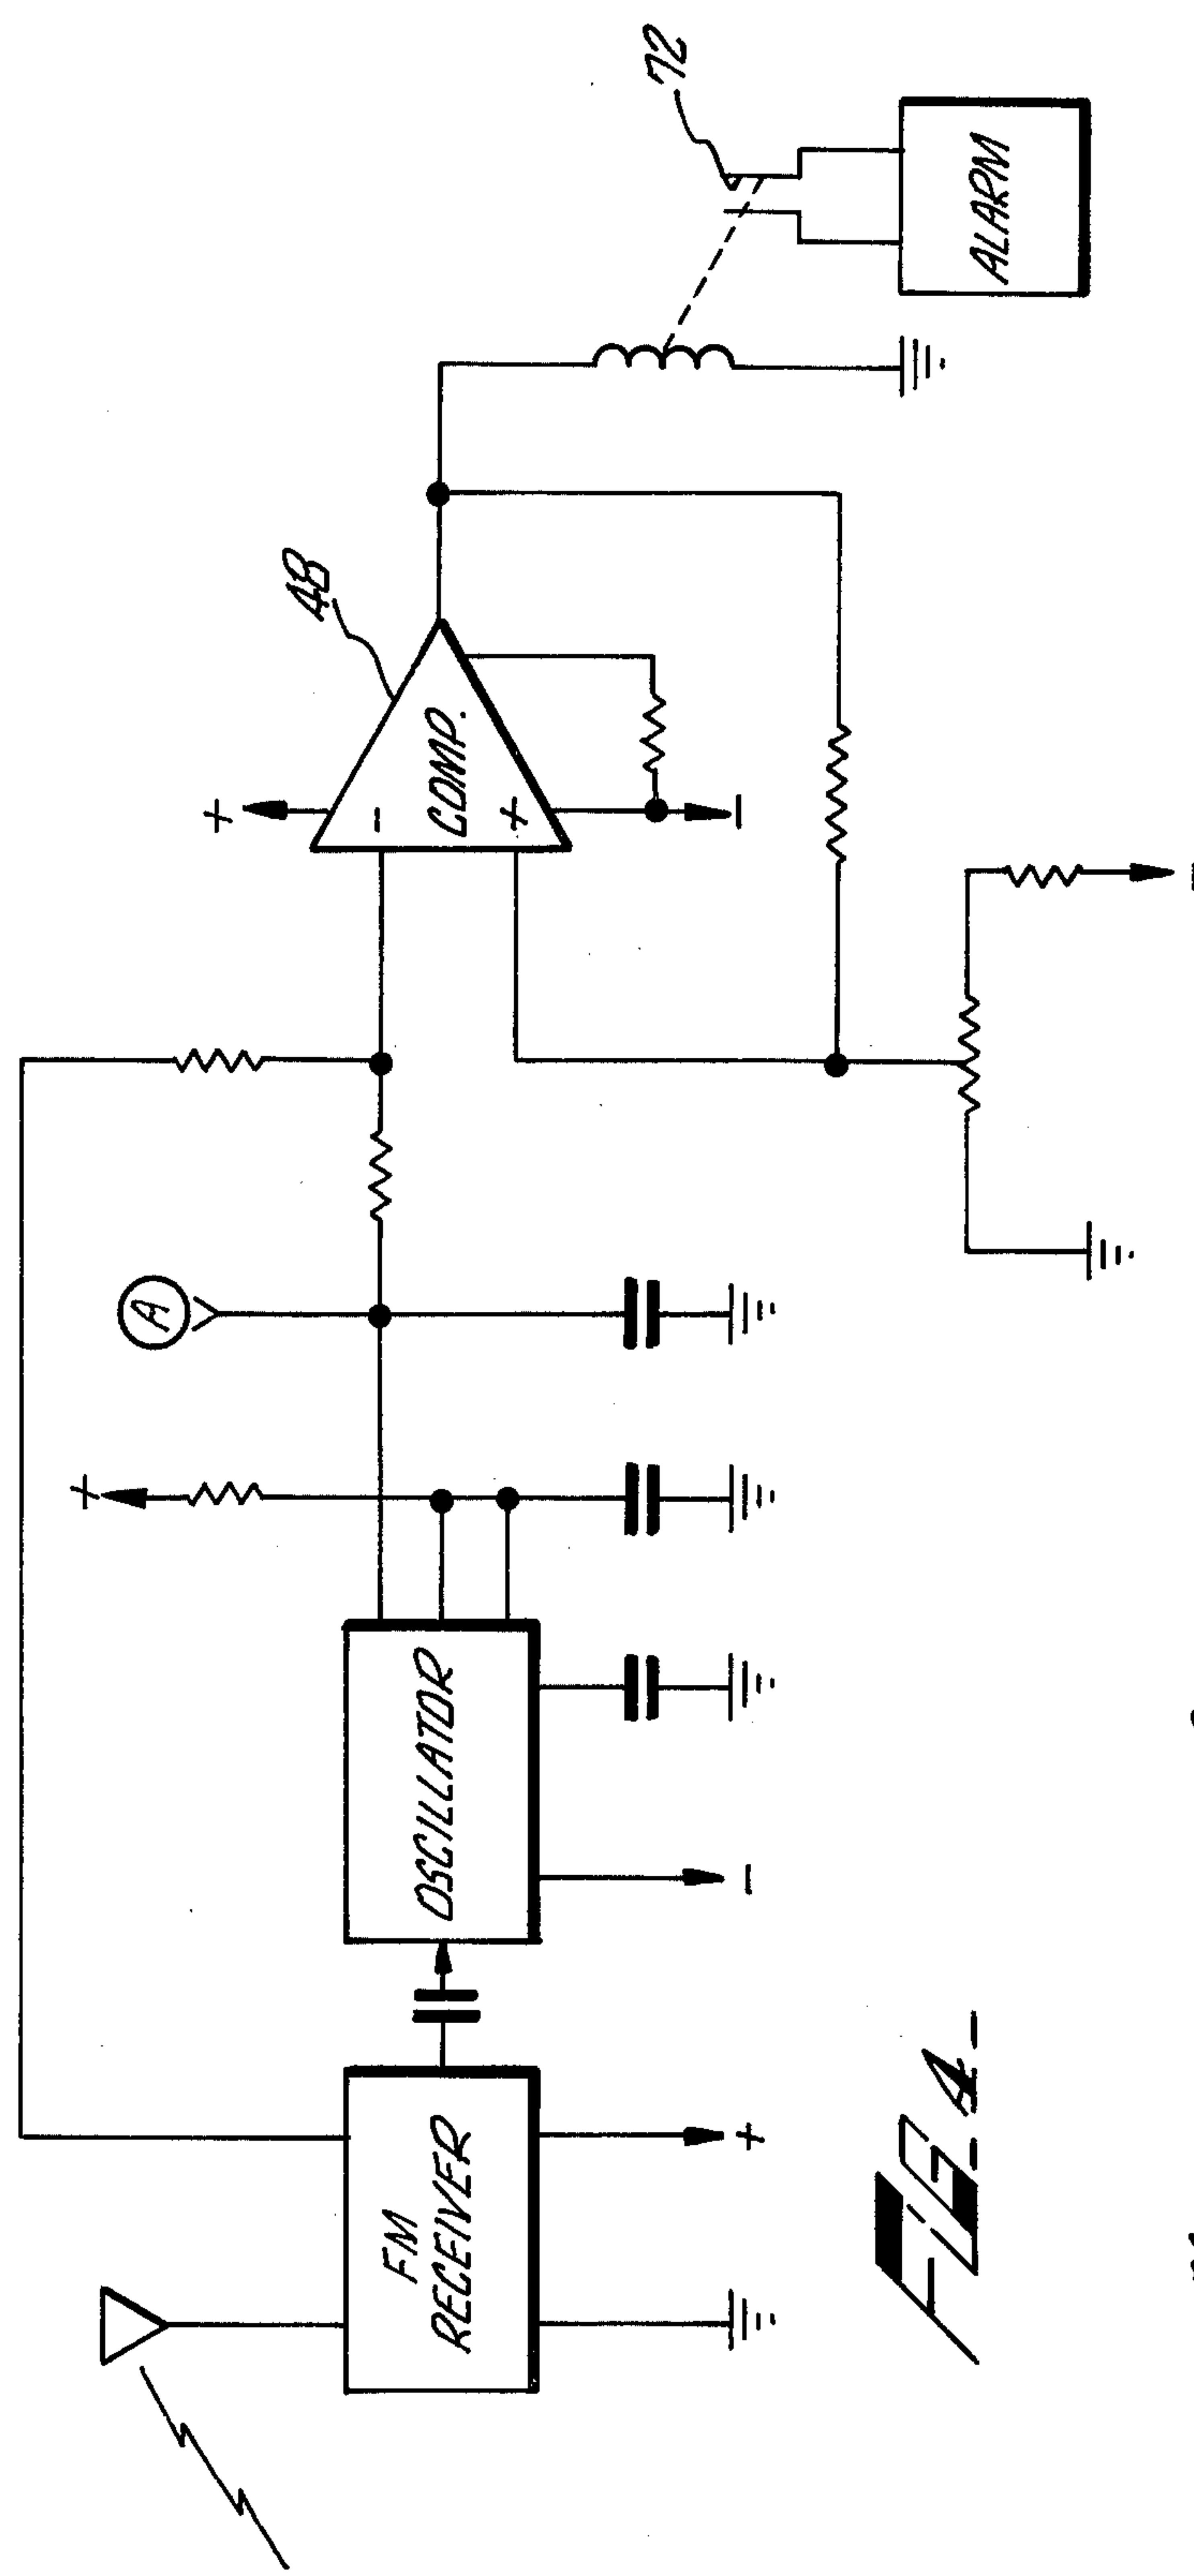 FM
RECEIVER
OSCILLATOR
A
48
COMP.
72
ALARM
+
+
+
-
+
-
-
-
FIG_4_